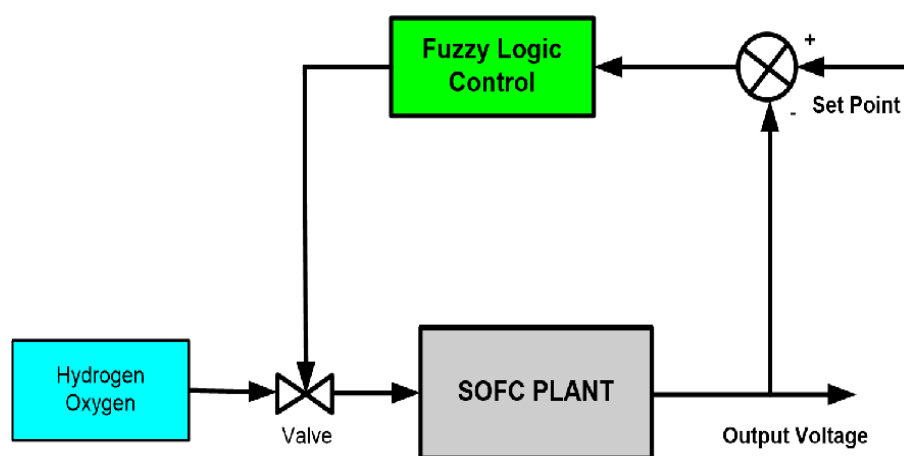 Fuzzy Logic
Control
+
Set Point
-
Hydrogen
Oxygen
Valve
SOFC PLANT
Output Voltage